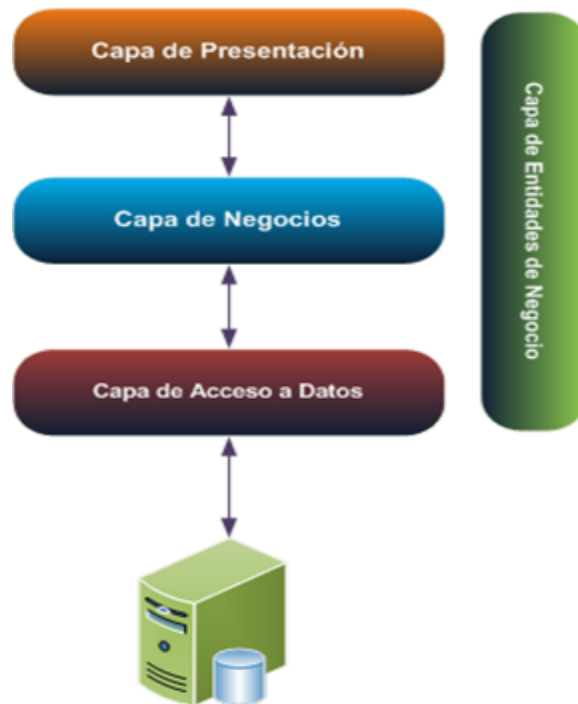 Capa de Presentación
Capa de Negocios
Capa de Acceso a Datos
Capa de Entidades de Negocio